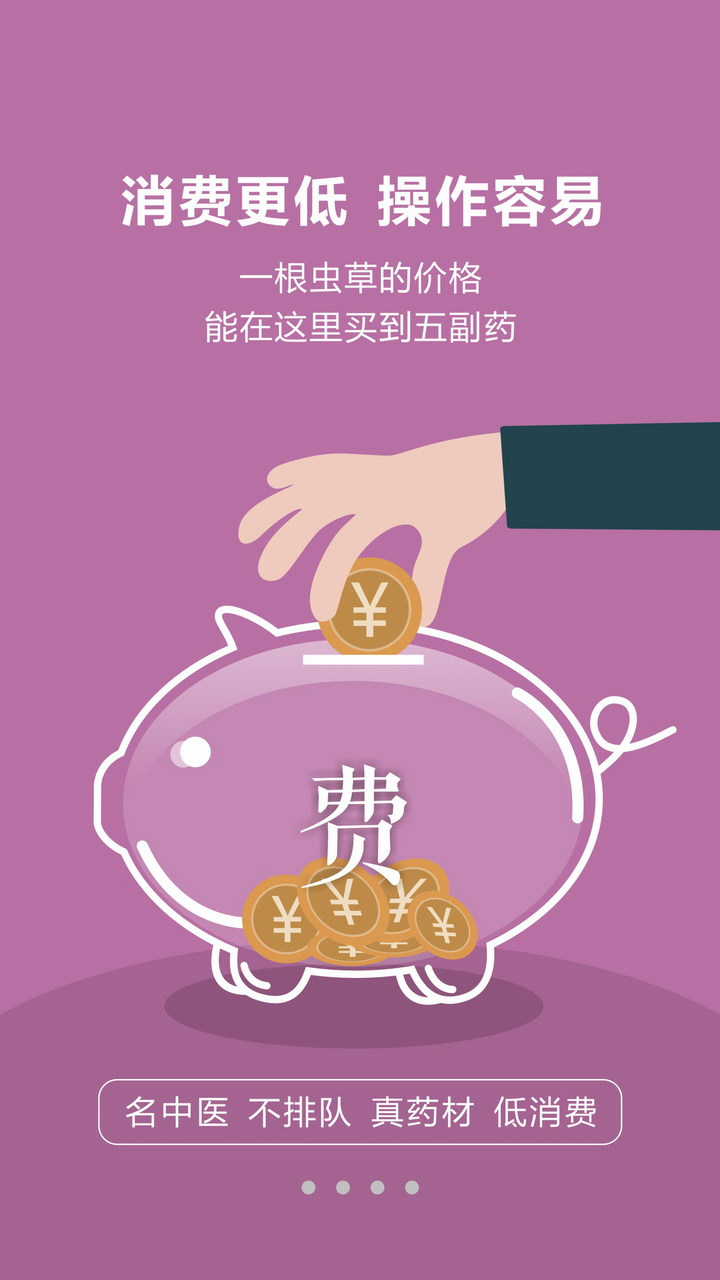 消费更低 操作容易
一根虫草的价格
能在这里买到五副药
¥
费
¥ ¥ ¥ ¥
¥ ¥
名中医 不排队 真药材 低消费